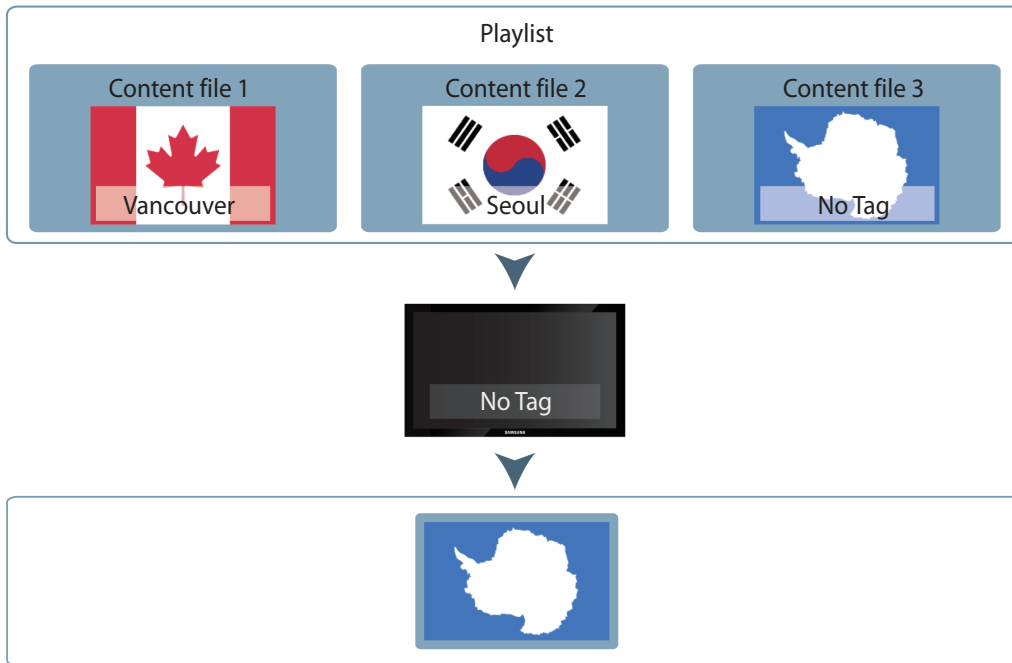 Playlist
Content file 1
Content file 2
Content file 3
Vancouver
Seoul
No Tag
No Tag
SAMSUNG